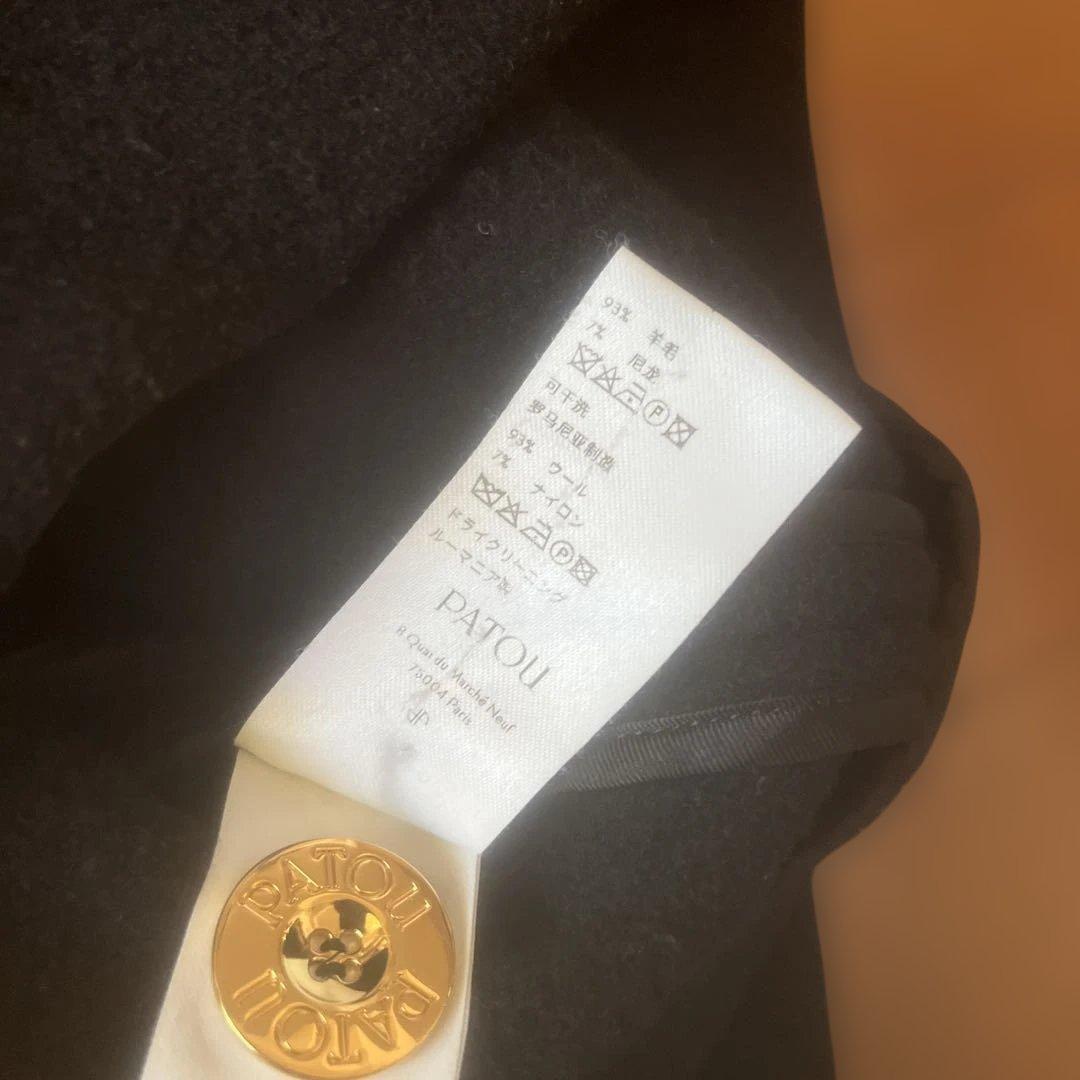 93% 羊毛
7% 尼龙
P
可干洗
罗马尼亚制造
93% ウール
7% ナイロン
P
ドライクリーニング
ルーマニア製
PATOU
8 Quai du Marché Neuf
75004 Paris
JP
PATOU
PATOU